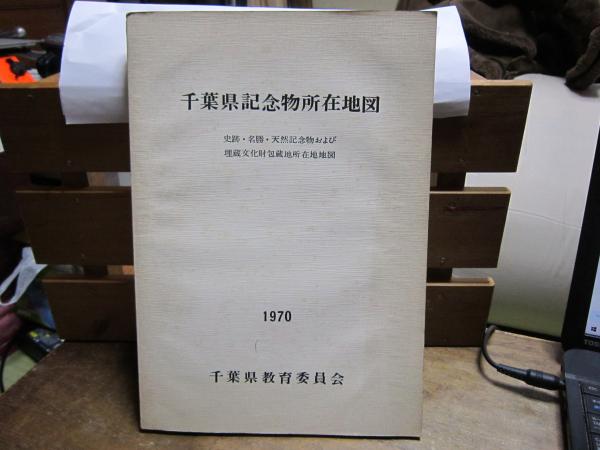 千葉県記念物所在地図
史跡・名勝・天然記念物および
埋蔵文化財包蔵地所在地地図
1970
千葉県教育委員会